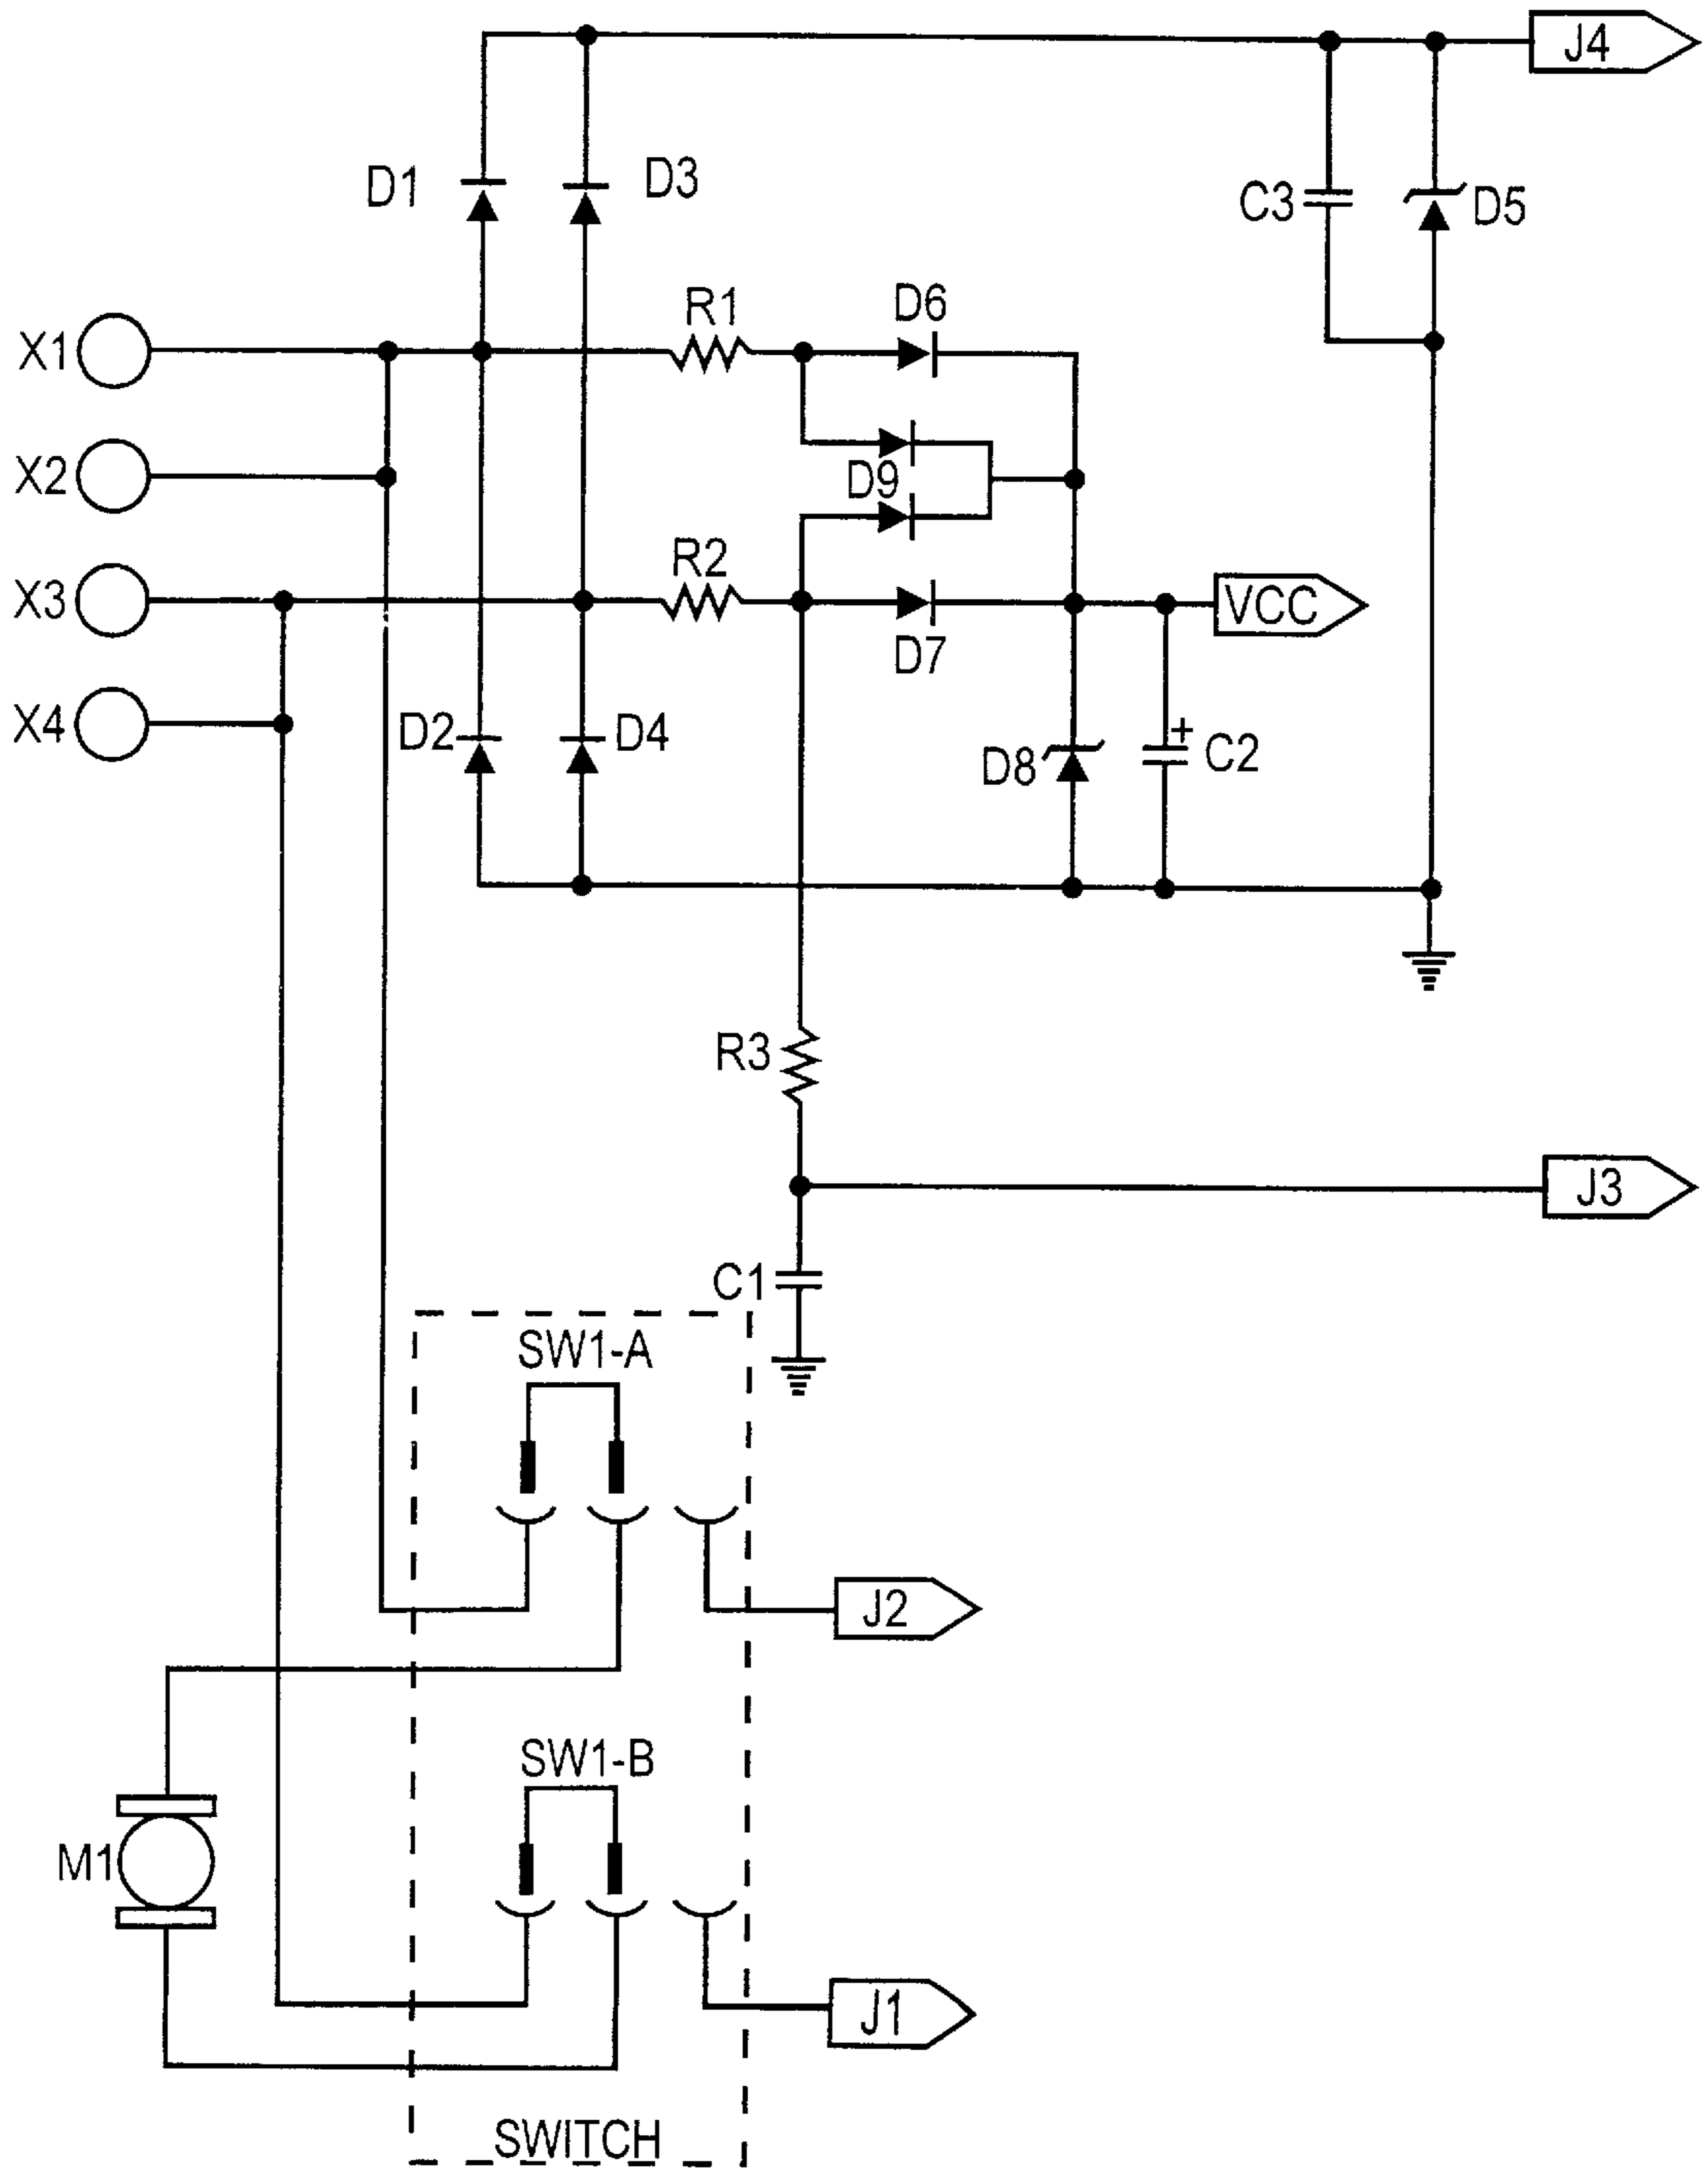 J4
D1
D3
C3
D5
R1
D6
X1
X2
D9
R2
X3
VCC
D7
X4
D2
D4
D8
+
C2
R3
J3
C1
SW1-A
J2
SW1-B
M1
J1
SWITCH